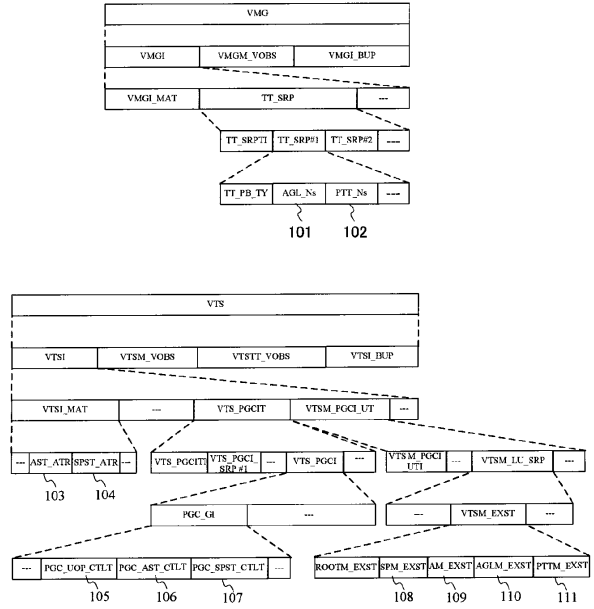 VMG
VMGI VMGM_VOBS VMGI_BUP
VMGI_MAT TT_SRP ---
TT_SRPTI TT_SRP#1 TT_SRP#2 ---
TT_PB_TY AGL_Ns PTT_Ns ---
101 102
VTS
VTSI VTSM_VOBS VTSTT_VOBS VTSI_BUP
VTSI_MAT --- VTS_PGCIT VTSM_PGCI_UT ---
--- AST_ATR SPST_ATR --- VTS_PGCITI VTS_PGCI_ --- VTS_PGCI --- VTSM_PGCI --- VTSM_LU_SRP ---
SRP #1 UTI
103 104
PGC_GI --- --- VTSM_EXST ---
--- PGC_UOP_CTLT PGC_AST_CTLT PGC_SPST_CTLT --- ROOTM_EXST SPM_EXST AM_EXST AGLM_EXST PTTM_EXST
105 106 107 108 109 110 111